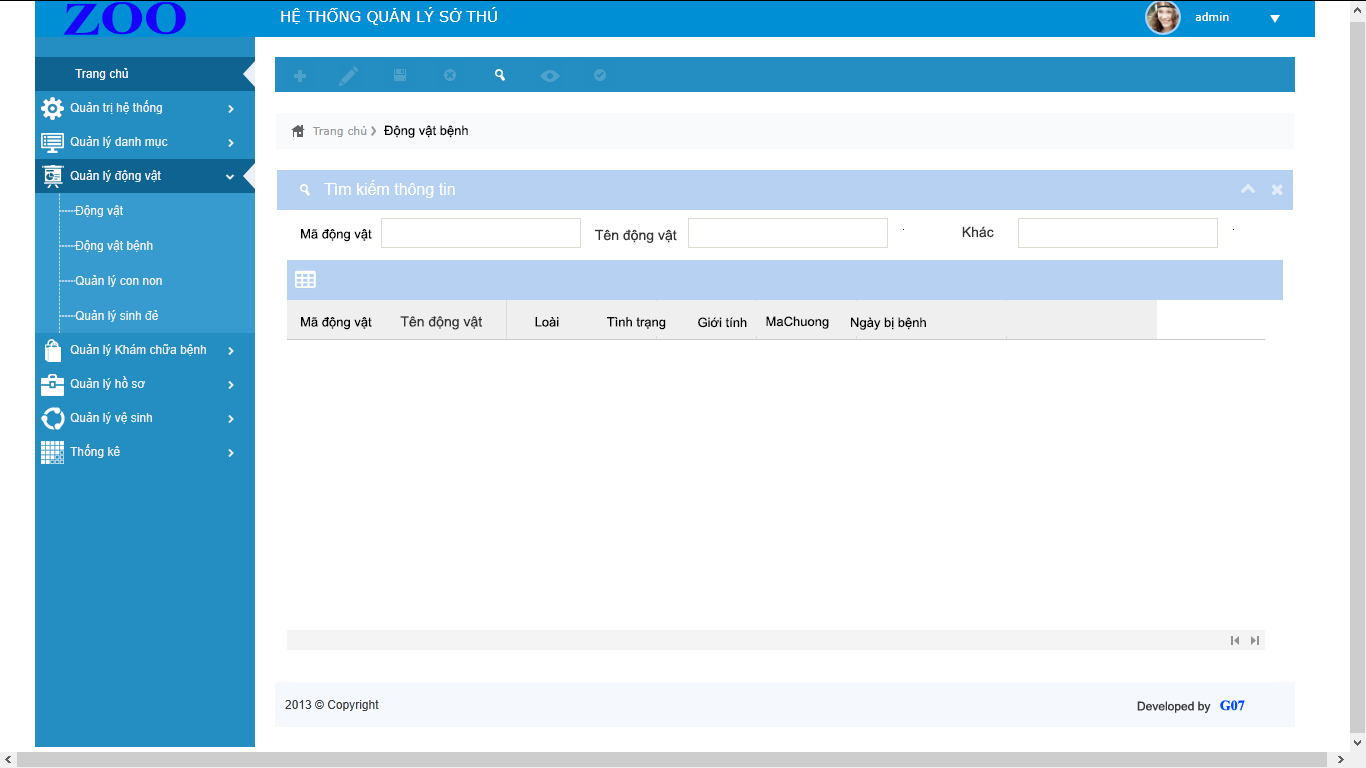 ZOO
HỆ THỐNG QUẢN LÝ SỞ THÚ
admin
Trang chủ
Quản trị hệ thống
Quản lý danh mục
Quản lý động vật
Động vật
Động vật bệnh
Quản lý con non
Quản lý sinh đẻ
Quản lý Khám chữa bệnh
Quản lý hồ sơ
Quản lý vệ sinh
Thống kê
Trang chủ Động vật bệnh
Tìm kiếm thông tin
Mã động vật Tên động vật Khác
Mã động vật Tên động vật Loài Tình trạng Giới tính MaChuong Ngày bị bệnh
2013 © Copyright
Developed by G07